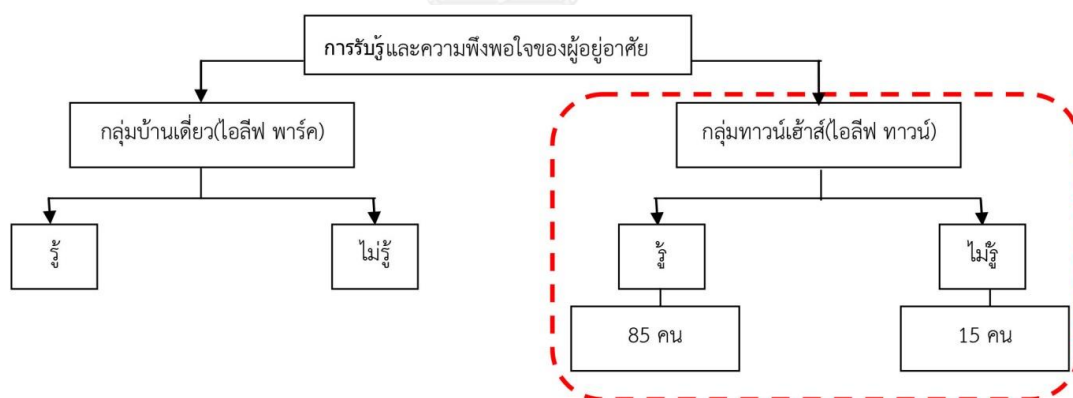 การรับรู้และความพึงพอใจของผู้อยู่อาศัย
กลุ่มบ้านเดี่ยว(ไอลีฟ พาร์ค)
กลุ่มทาวน์เฮ้าส์(ไอลีฟ ทาวน์)
รู้
ไม่รู้
รู้
ไม่รู้
85 คน
15 คน